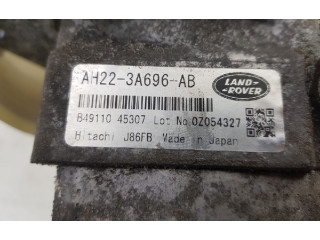 AH22-3A696-AB
LAND-
-ROVER
849110 45307 Lot No.0Z054327
Hitachi J86FB Made in Japan